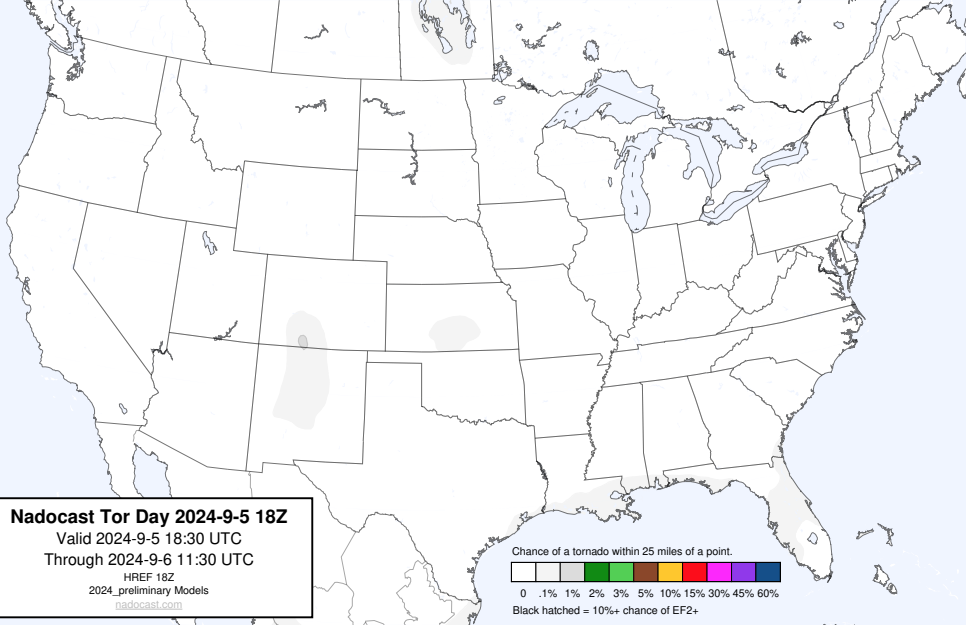 Nadocast Tor Day 2024-9-5 18Z
Valid 2024-9-5 18:30 UTC
Through 2024-9-6 11:30 UTC
HREF 18Z
2024_preliminary Models
nadocast.com
Chance of a tornado within 25 miles of a point.
0 .1% 1% 2% 3% 5% 10% 15% 30% 45% 60%
Black hatched = 10%+ chance of EF2+